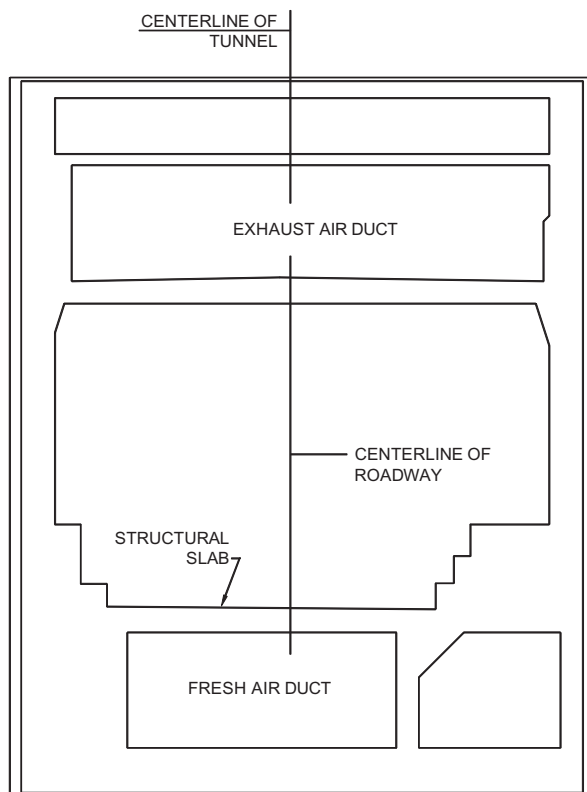 CENTERLINE OF
TUNNEL
EXHAUST AIR DUCT
CENTERLINE OF
ROADWAY
STRUCTURAL
SLAB
FRESH AIR DUCT